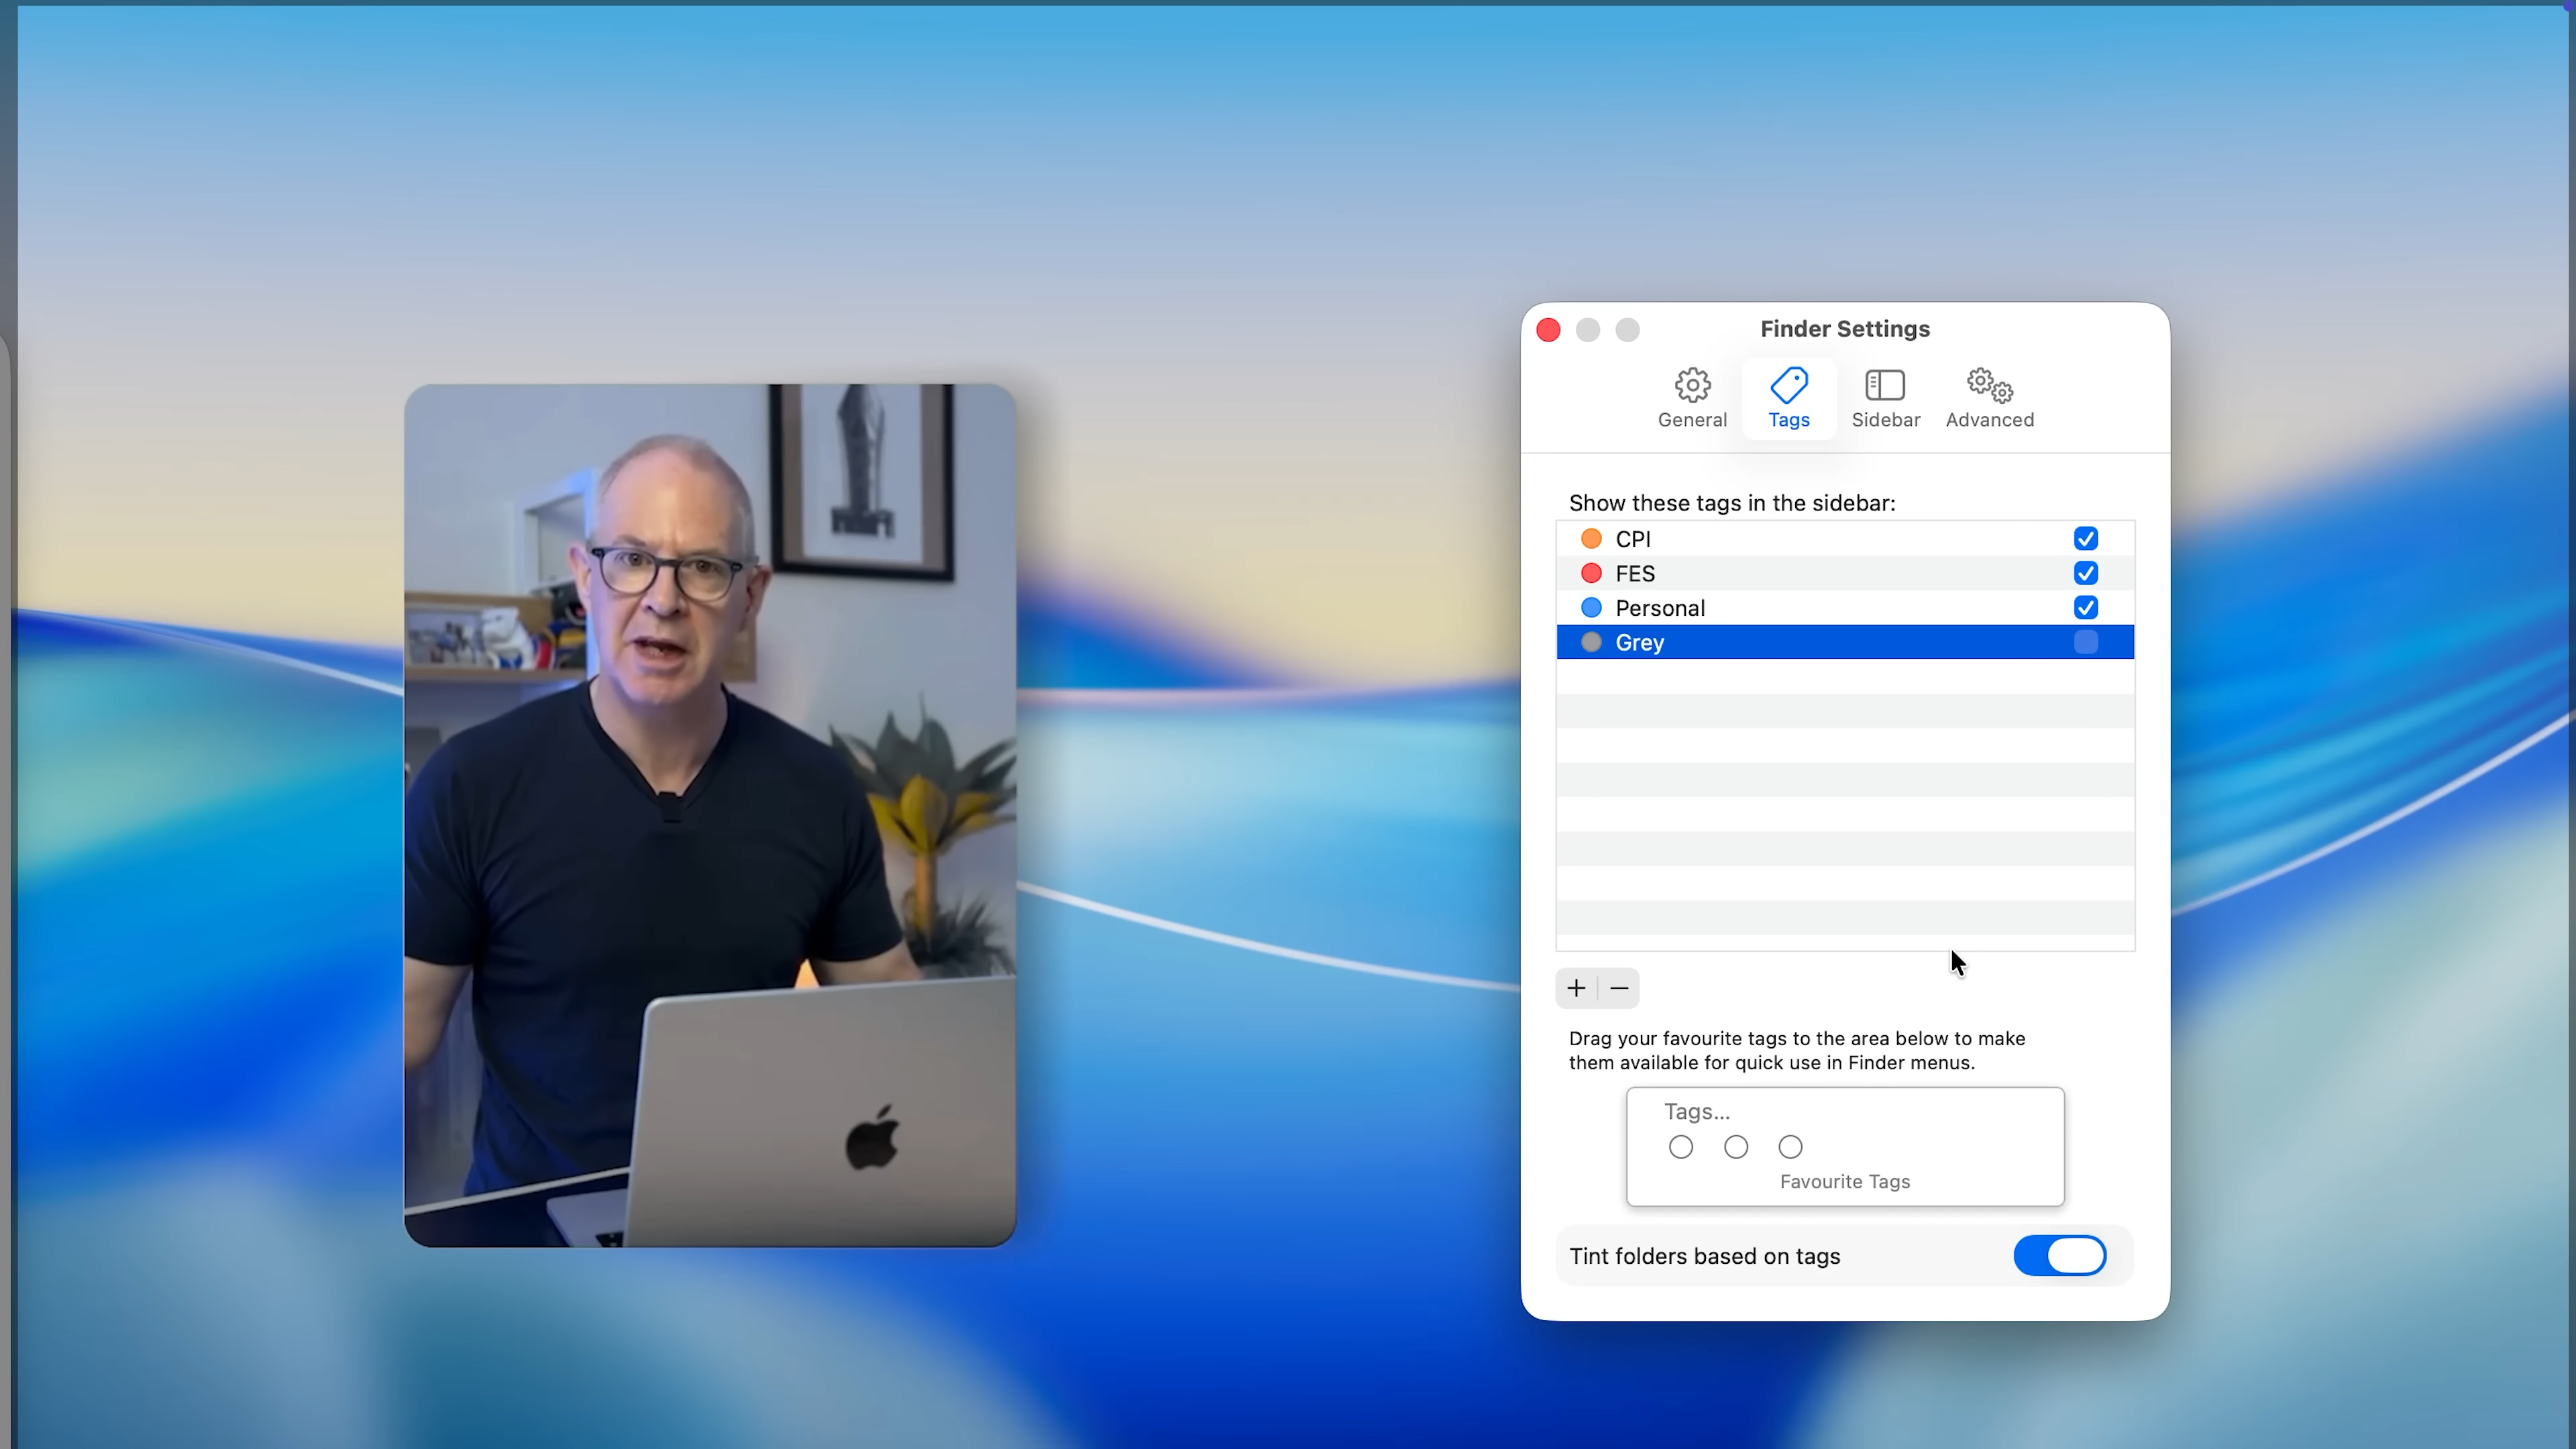 Finder Settings
General
Tags
Sidebar
Advanced
Show these tags in the sidebar:
CPI
FES
Personal
Grey
Drag your favourite tags to the area below to make
them available for quick use in Finder menus.
Tags...
Favourite Tags
Tint folders based on tags